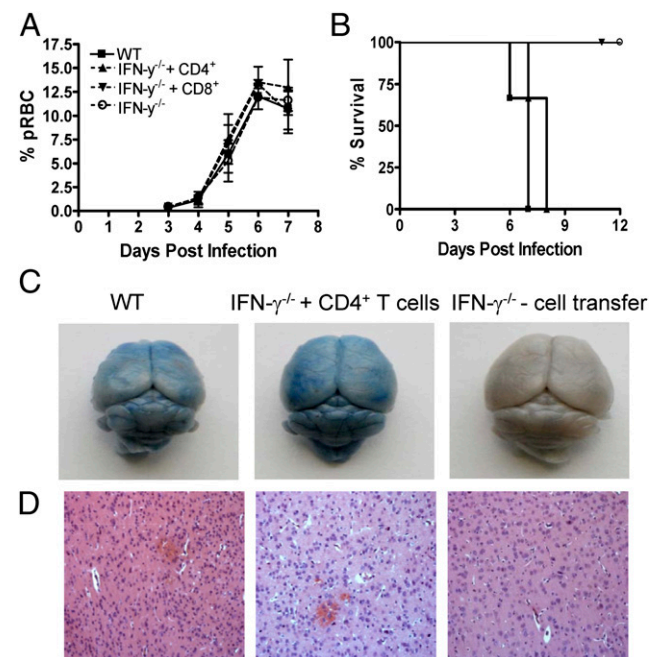 A
% pRBC
17.5
15.0
12.5
10.0
7.5
5.0
2.5
0.0
WT
IFN-y-/- + CD4+
IFN-y-/- + CD8+
IFN-y-/-
0 1 2 3 4 5 6 7 8
Days Post Infection
B
% Survival
100
75
50
25
0
0 3 6 9 12
Days Post Infection
C
WT IFN-γ-/- + CD4+ T cells IFN-γ-/- - cell transfer
D